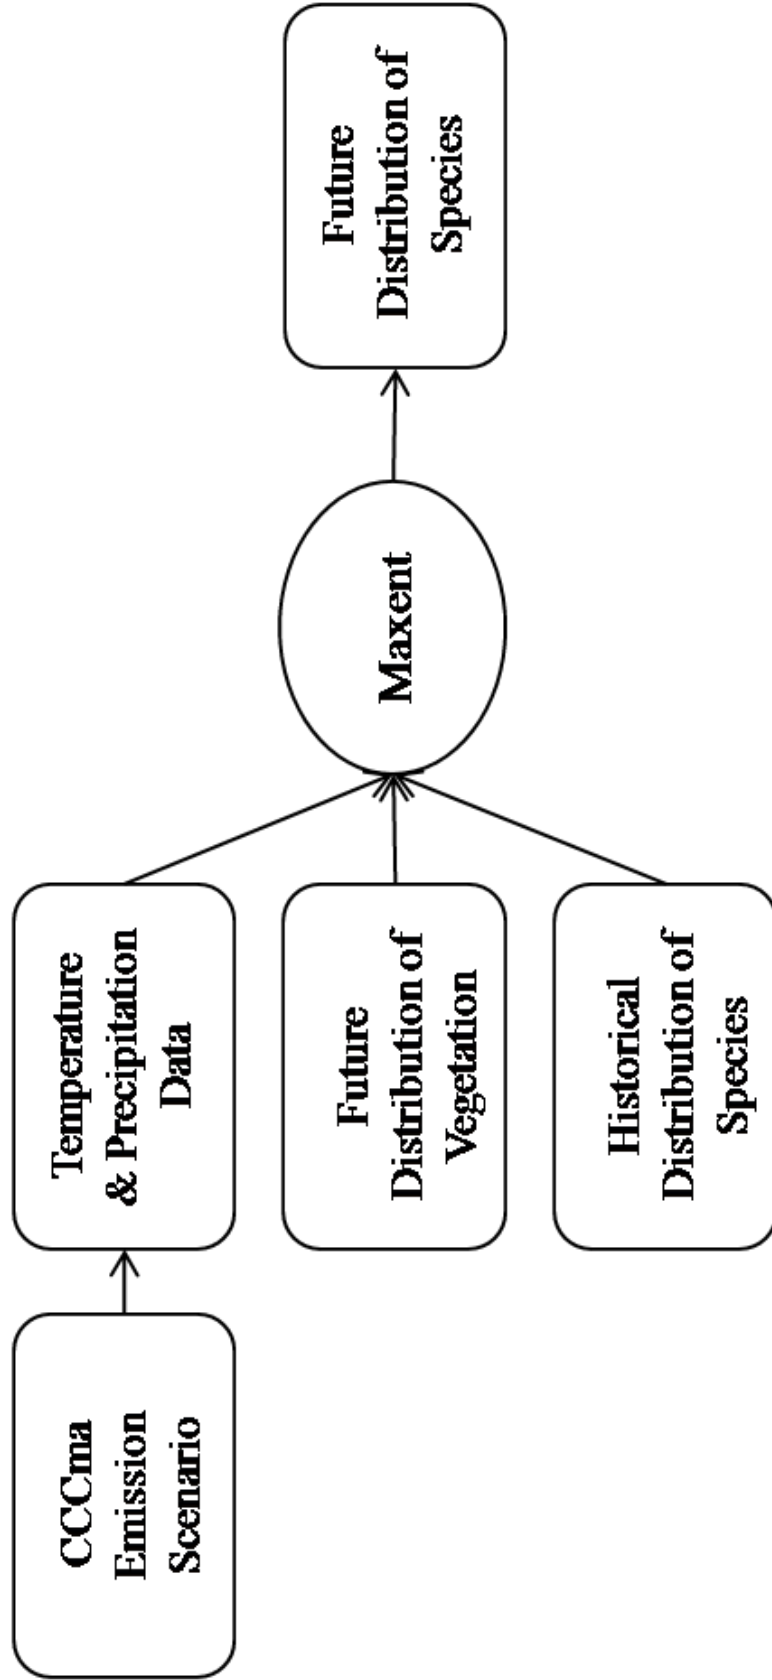 CCCma
Emission
Scenario
Temperature
& Precipitation
Data
Future
Distribution of
Vegetation
Historical
Distribution of
Species
Maxent
Future
Distribution of
Species